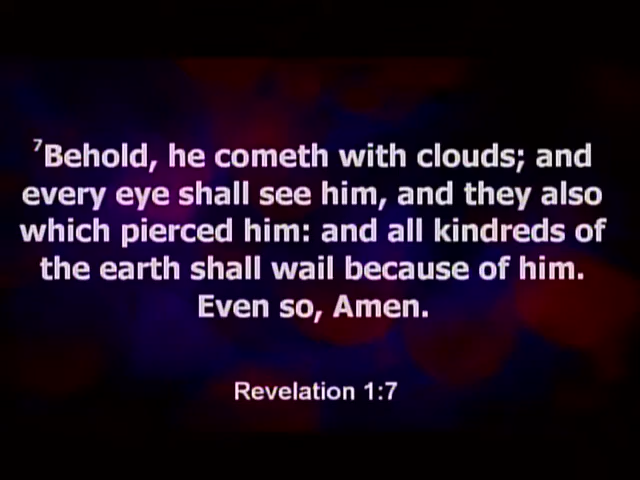 ⁷Behold, he cometh with clouds; and
every eye shall see him, and they also
which pierced him: and all kindreds of
the earth shall wail because of him.
Even so, Amen.
Revelation 1:7